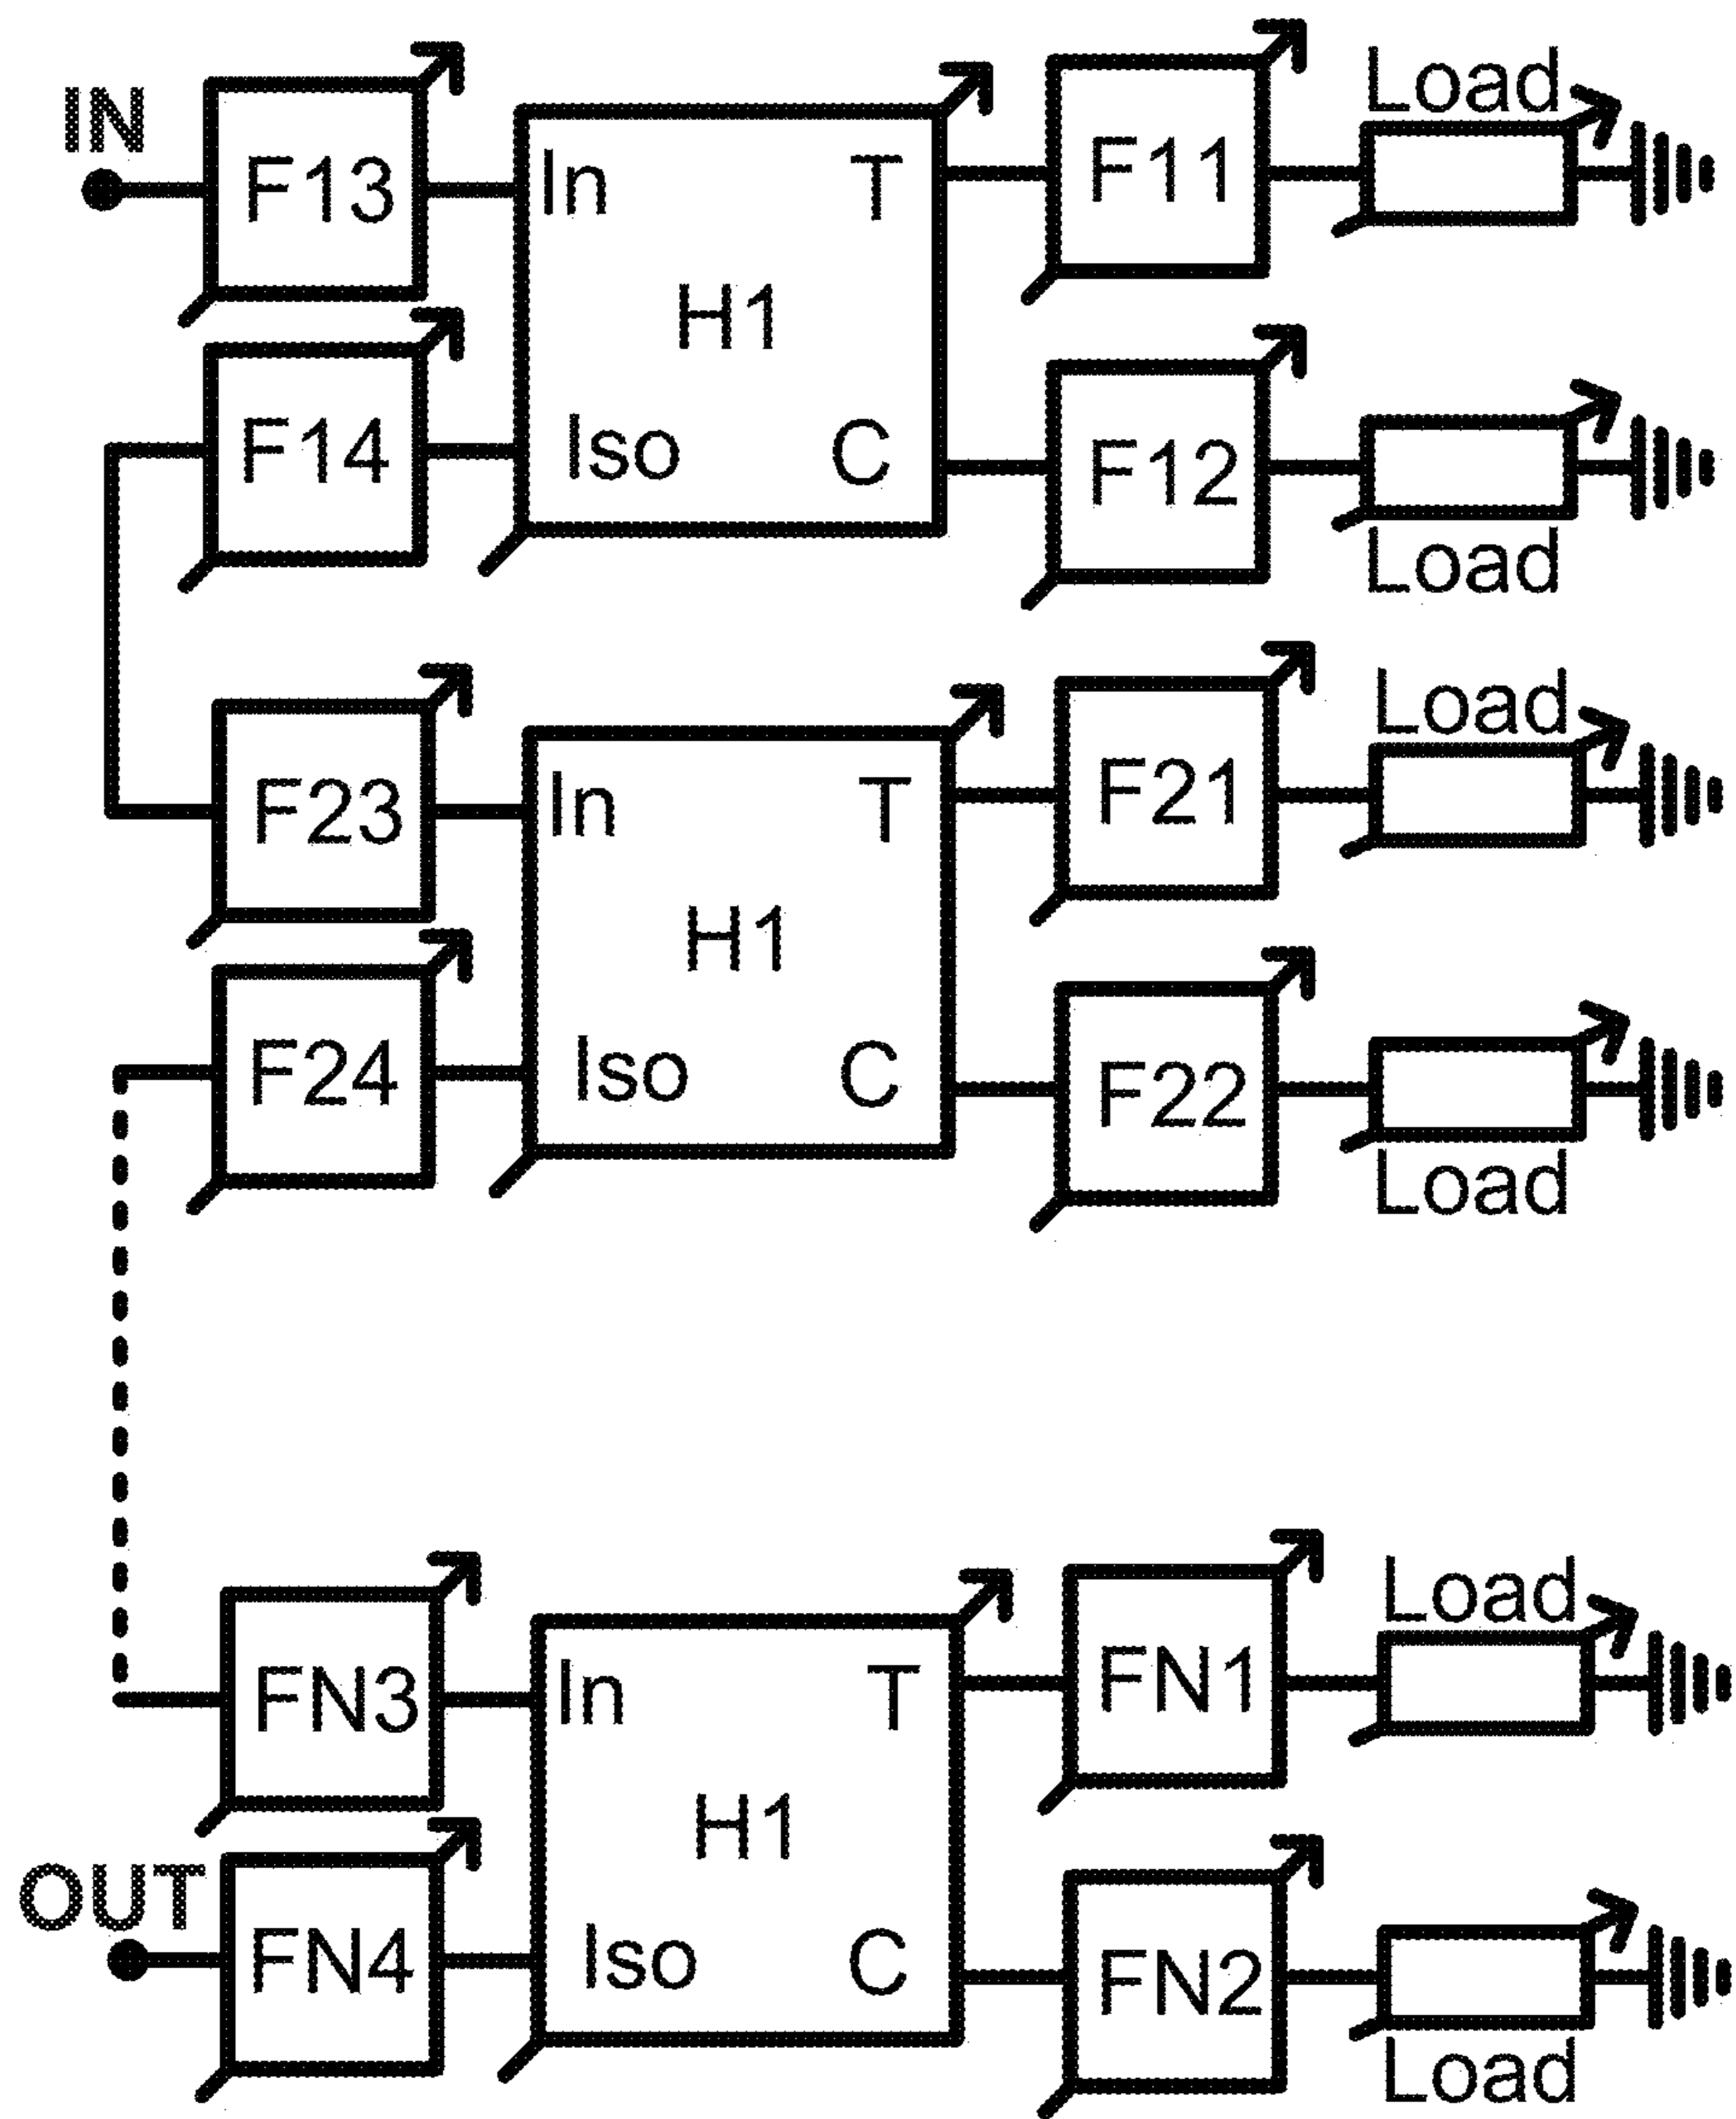 Load
IN
F13
In
T
F11
H1
F14
Iso
C
F12
Load
Load
F23
In
T
F21
H1
F24
Iso
C
F22
Load
Load
FN3
In
T
FN1
H1
OUT
FN4
Iso
C
FN2
Load